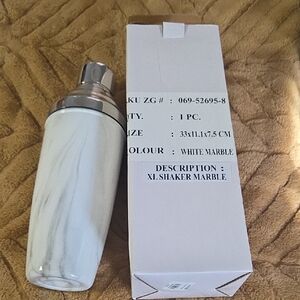 KU ZG # : 069-52695-8
TY. : 1 PC.
IZE : 33x11,1x7,5 CM
OLOUR : WHITE MARBLE
DESCRIPTION :
XL SHAKER MARBLE